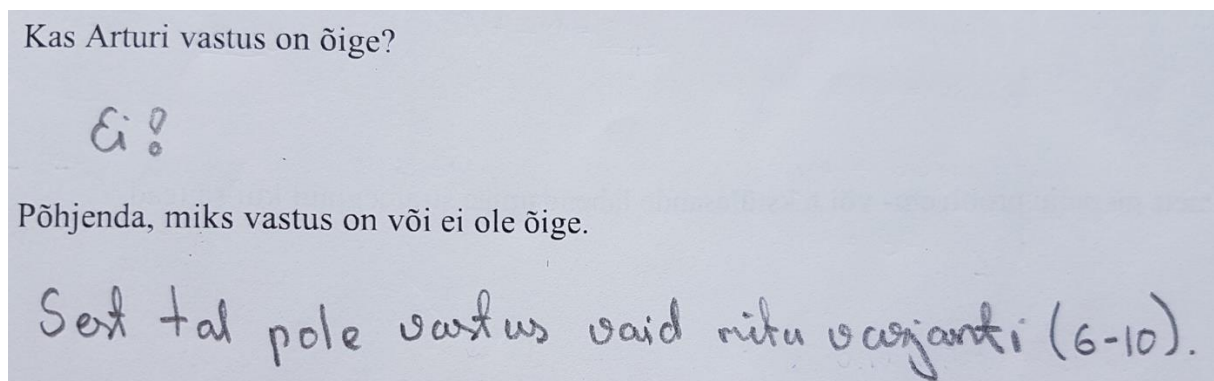 Kas Arturi vastus on õige?
Ei!
Põhjenda, miks vastus on või ei ole õige.
Sest tal pole vastus vaid mitu varjanti (6-10).